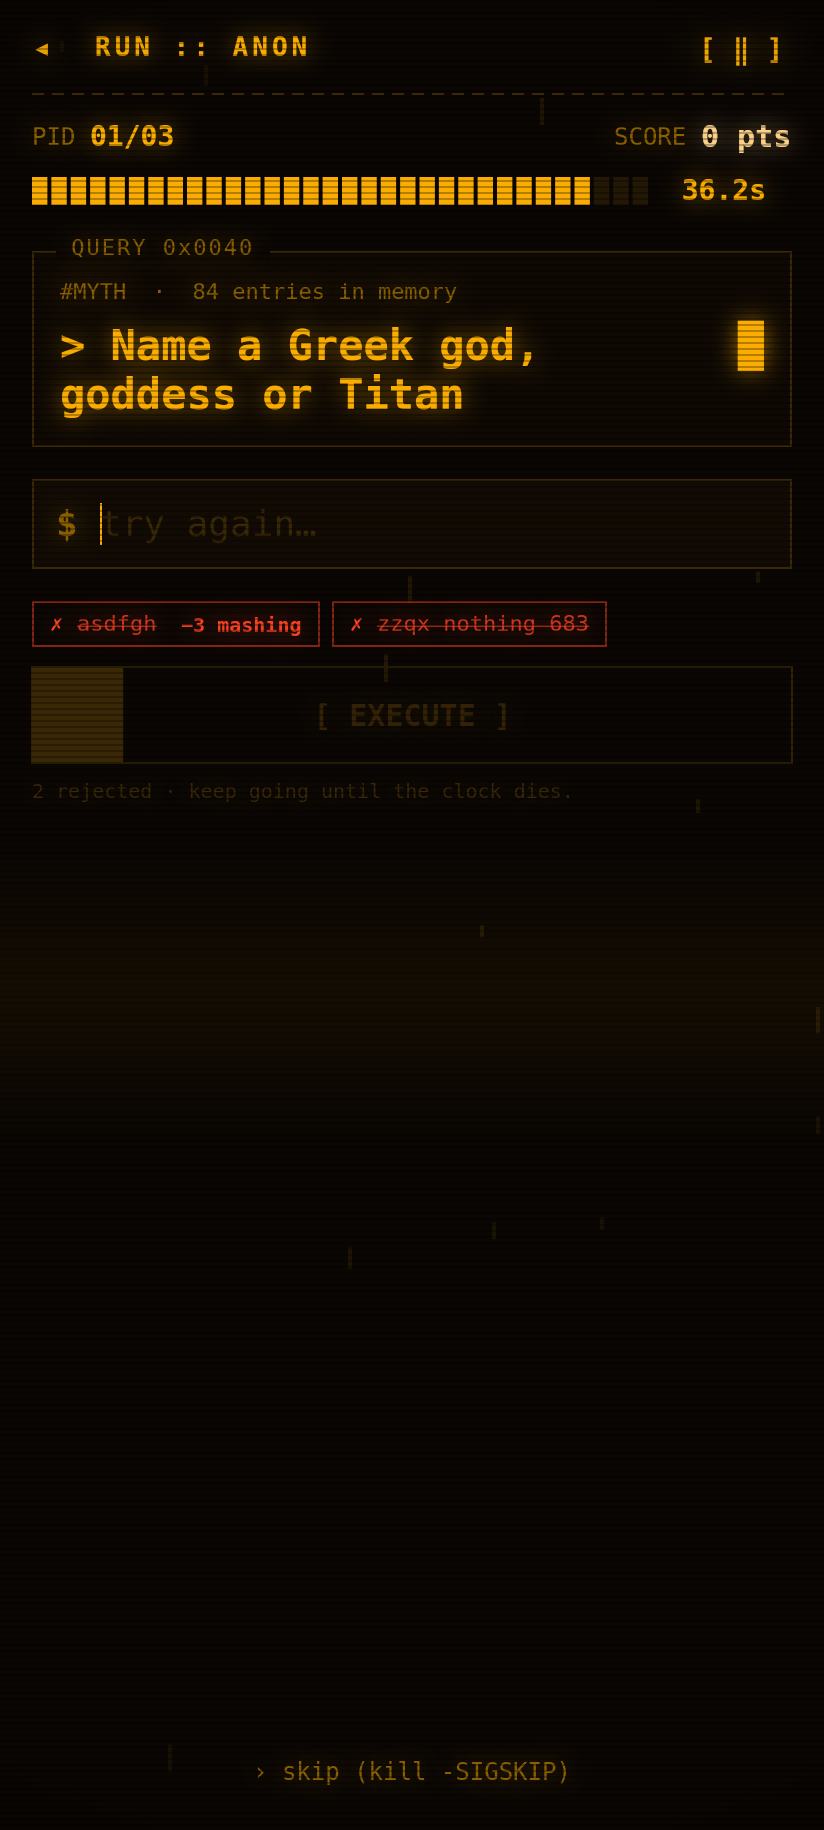 ◂ RUN :: ANON [ ‖ ]
PID 01/03 SCORE 0 pts
36.2s
QUERY 0x0040
#MYTH · 84 entries in memory
> Name a Greek god,
goddess or Titan
$ try again…
✗ asdfgh −3 mashing ✗ zzqx nothing 683
[ EXECUTE ]
2 rejected · keep going until the clock dies.
› skip (kill -SIGSKIP)